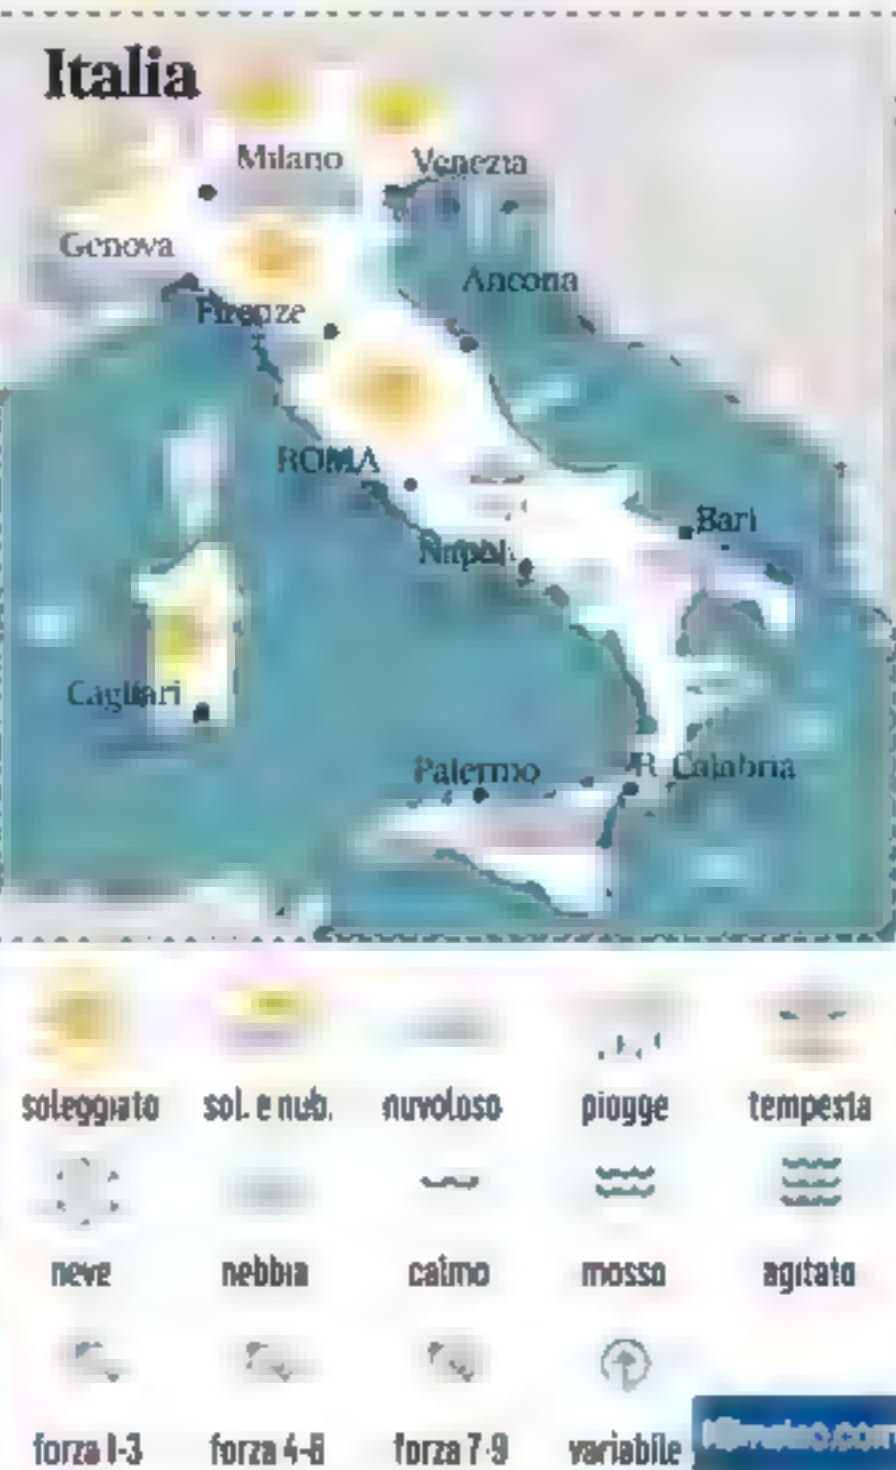 Italia
Milano
Venezia
Genova
Ancona
Firenze
ROMA
Bari
Napoli
Cagliari
Palermo
R Calabria
soleggiato
sol. e nub.
nuvoloso
piogge
tempesta
neve
nebbia
calmo
mosso
agitato
forza 1-3
forza 4-6
forza 7-9
variabile